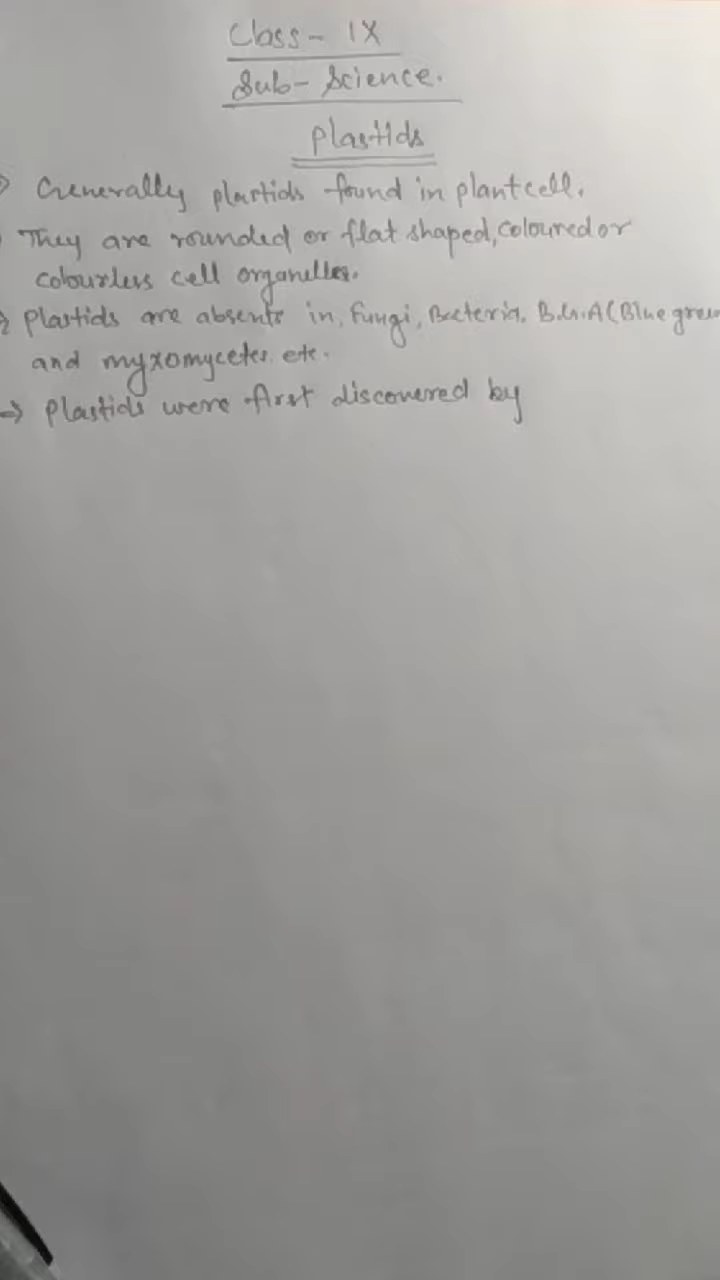 Class - IX
Sub - Science.
Plastids
Generally plastids found in plant cell.
They are rounded or flat shaped, coloured or
colourless cell organelles.
Plastids are absents in, Fungi, Bacteria, B.G.A (Blue green
and myxomycetes etc.
→ Plastids were first discovered by